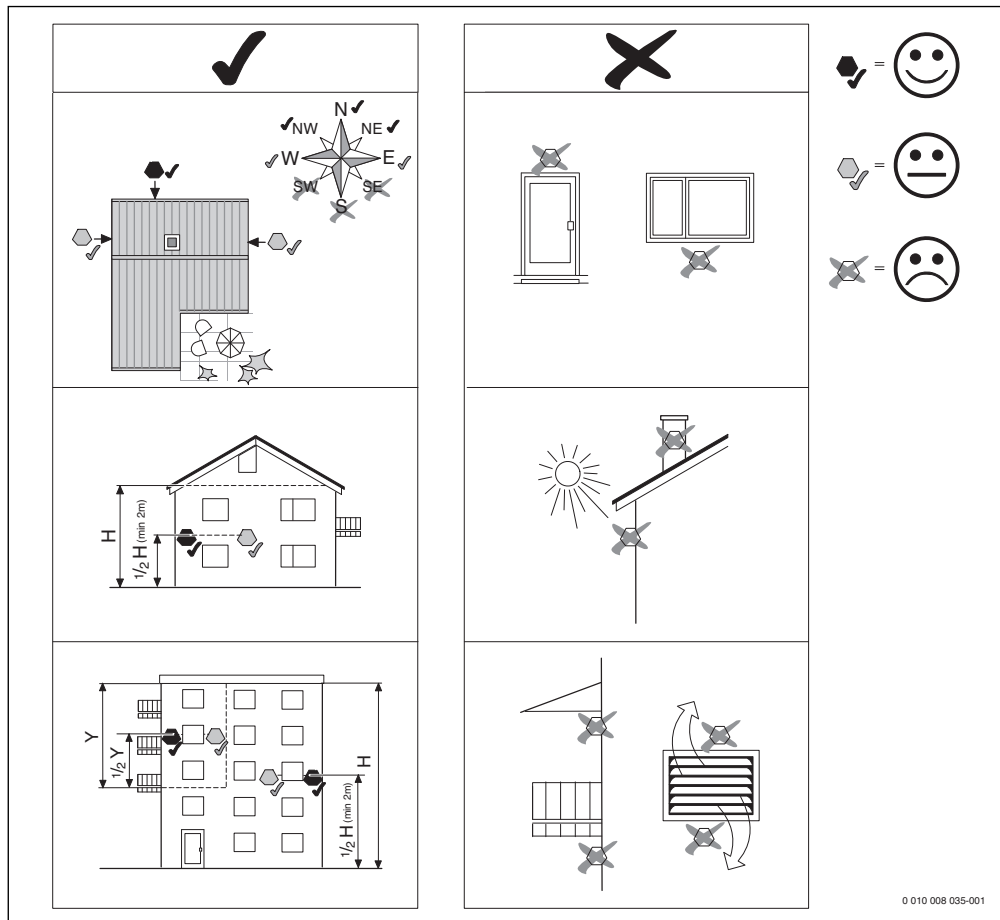 N
NW
NE
W
E
SW
SE
S
=
=
=
H
1/2 H (min 2m)
Y
1/2 Y
H
1/2 H (min 2m)
0 010 008 035-001